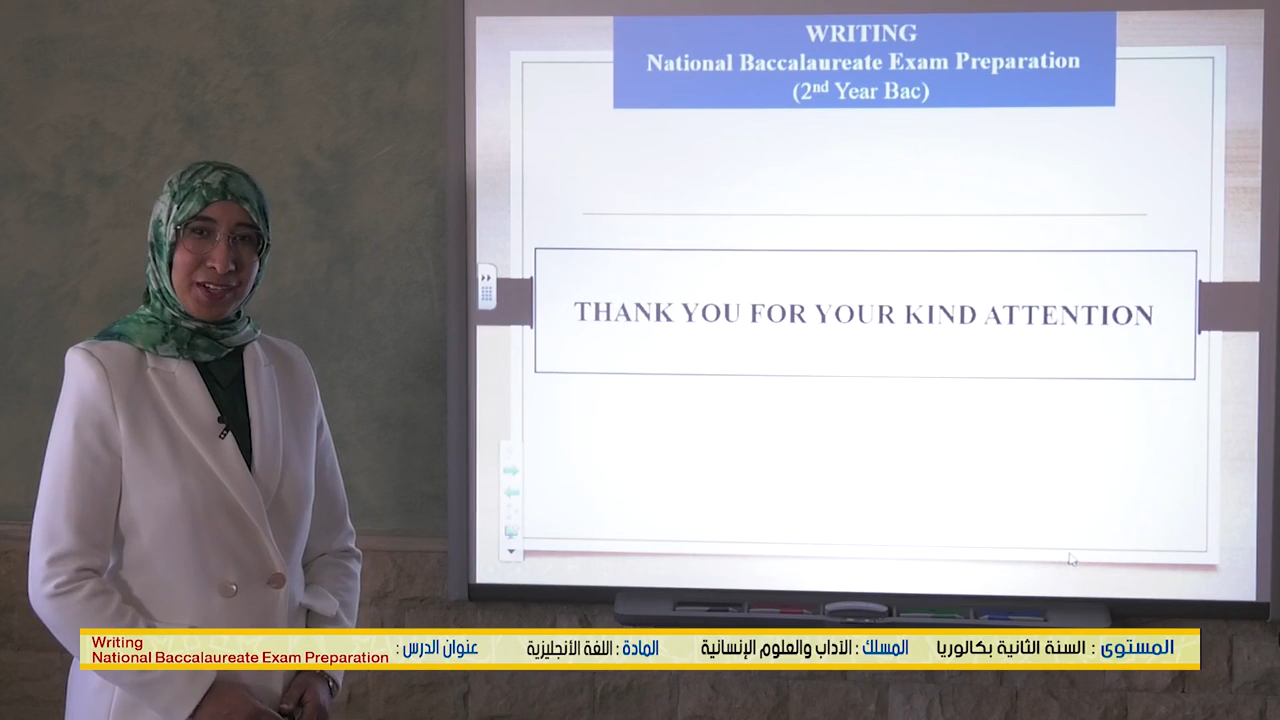 WRITING
National Baccalaureate Exam Preparation
(2nd Year Bac)
THANK YOU FOR YOUR KIND ATTENTION
المستوى : السنة الثانية بكالوريا
المسلك : الآداب والعلوم الإنسانية
المادة : اللغة الأنجليزية
عنوان الدرس :
Writing
National Baccalaureate Exam Preparation